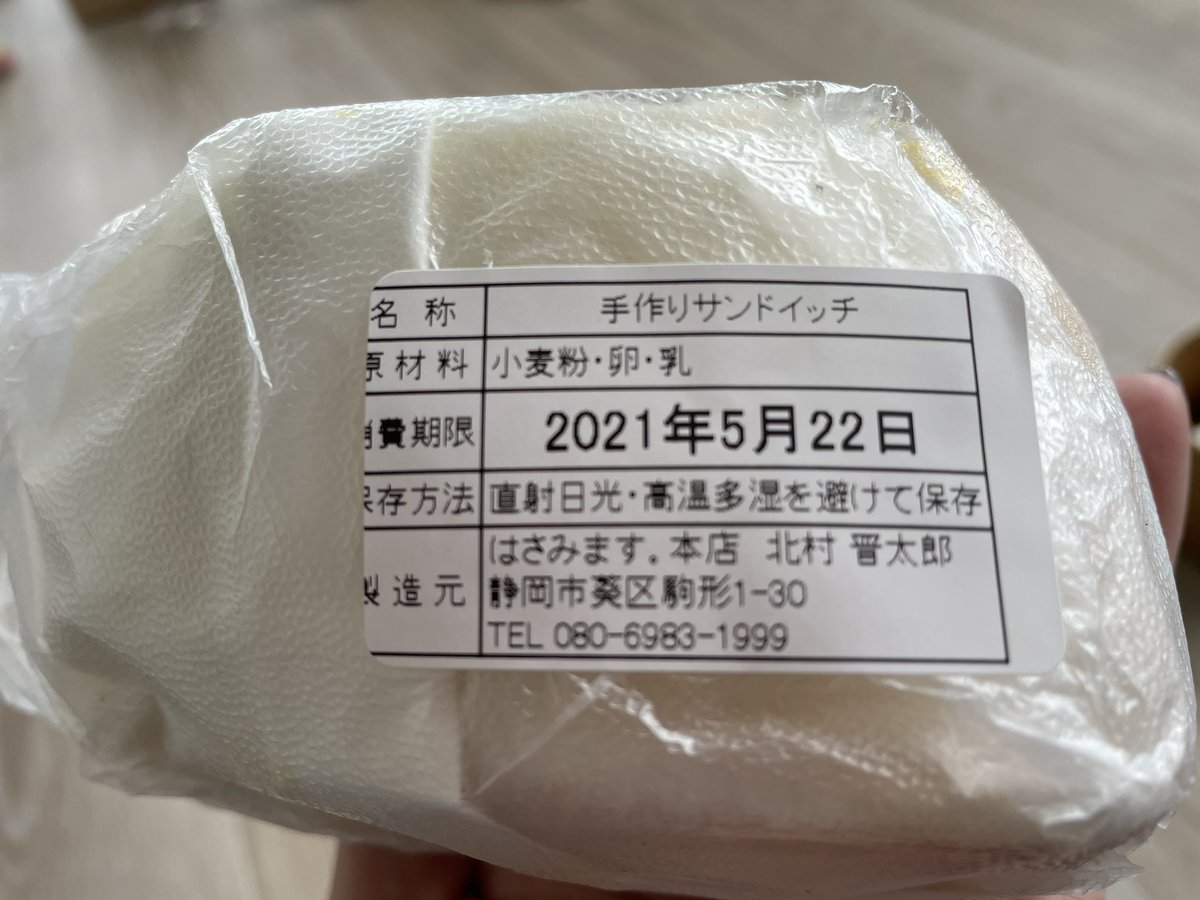 名称 手作りサンドイッチ
原材料 小麦粉・卵・乳
消費期限 2021年5月22日
保存方法 直射日光・高温多湿を避けて保存
製造元 はさみます。本店 北村 晋太郎
静岡市葵区駒形1-30
TEL 080-6983-1999